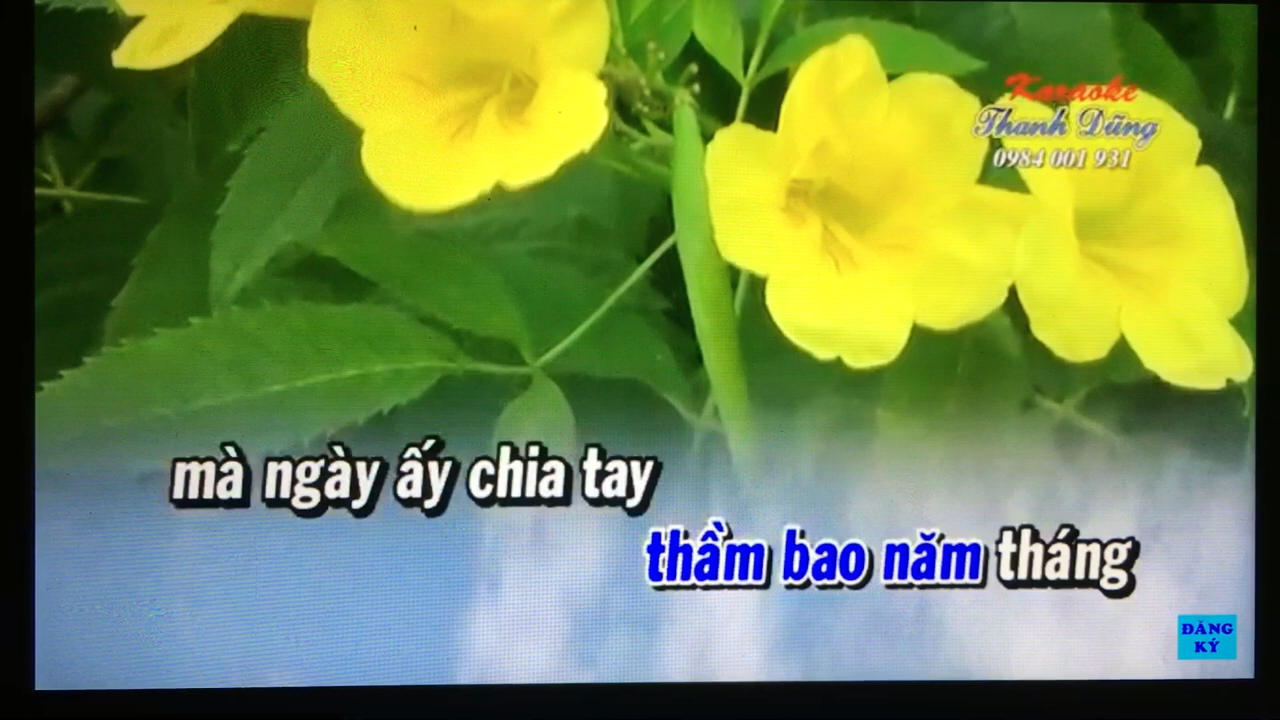 Karaoke
Thanh Dũng
0984 001 931
mà ngày ấy chia tay
thầm bao năm tháng
ĐĂNG
KÝ